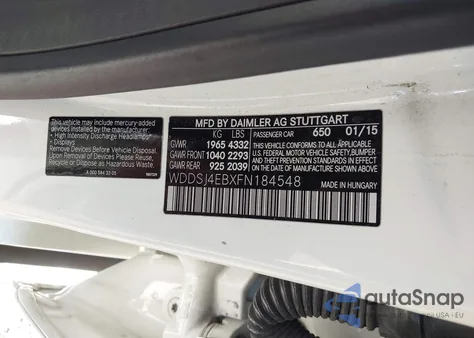 This vehicle may include mercury-added
devices installed by the manufacturer:
• High Intensity Discharge Headlamps
• Displays
Remove Devices Before Vehicle Disposal.
Upon Removal of Devices Please Reuse,
Recycle or Dispose as Hazardous Waste.
A 000 584 33 05
MFD BY DAIMLER AG STUTTGART
KG LBS
PASSENGER CAR 650 01/15
GVWR 1965 4332
GAWR FRONT 1040 2293
GAWR REAR 925 2039
THIS VEHICLE CONFORMS TO ALL
APPLICABLE U.S. FEDERAL
MOTOR VEHICLE SAFETY,
BUMPER, AND THEFT PREVENTION
STANDARDS IN EFFECT ON THE DATE
OF MANUFACTURE SHOWN ABOVE.
WDDSJ4EBXFN184548
autoSnap